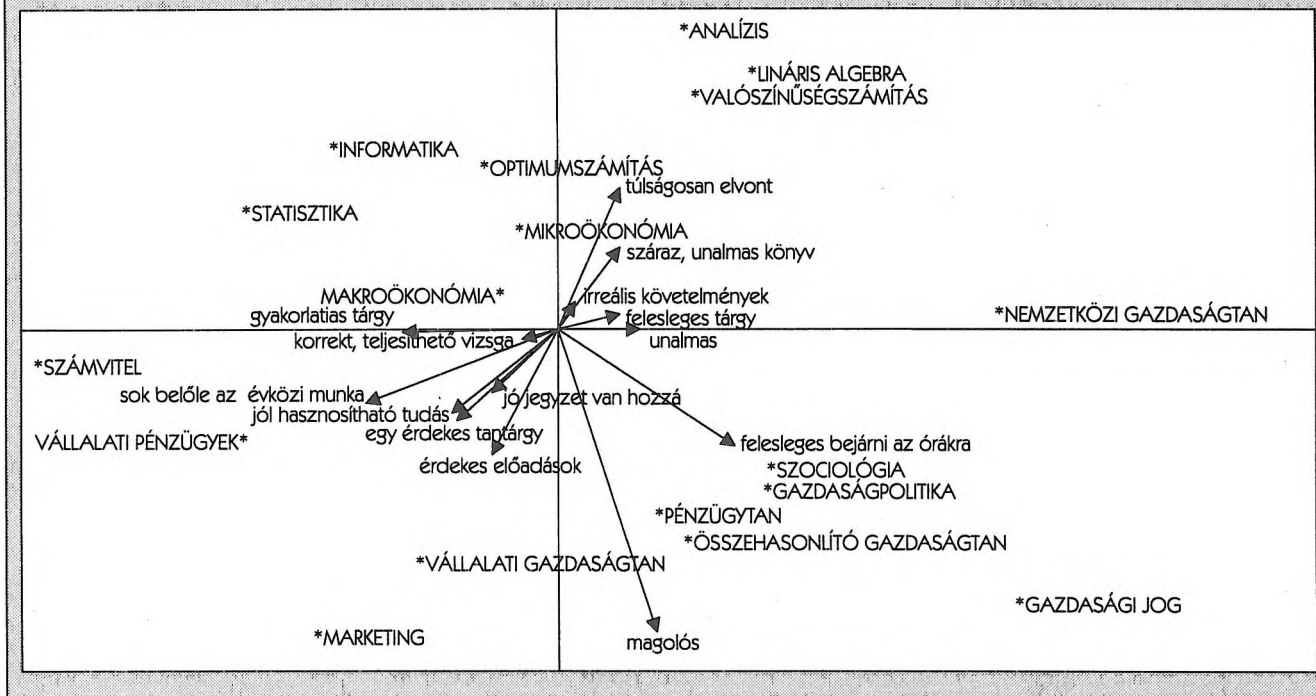 *ANALÍZIS
*LINÁRIS ALGEBRA
*VALÓSZÍNŰSÉGSZÁMÍTÁS
*INFORMATIKA
*OPTIMUMSZÁMÍTÁS
túlságosan elvont
*STATISZTIKA
*MIKROÖKONÓMIA
száraz, unalmas könyv
MAKROÖKONÓMIA*
irreális követelmények
gyakorlatias tárgy
felesleges tárgy
*NEMZETKÖZI GAZDASÁGTAN
korrekt, teljesíthető vizsga
unalmas
*SZÁMVITEL
sok belőle az évközi munka
jó jegyzet van hozzá
jól hasznosítható tudás
egy érdekes tantárgy
VÁLLALATI PÉNZÜGYEK*
felesleges bejárni az órákra
érdekes előadások
*SZOCIOLÓGIA
*GAZDASÁGPOLITIKA
*PÉNZÜGYTAN
*ÖSSZEHASONLÍTÓ GAZDASÁGTAN
*VÁLLALATI GAZDASÁGTAN
*GAZDASÁGI JOG
*MARKETING
magolós